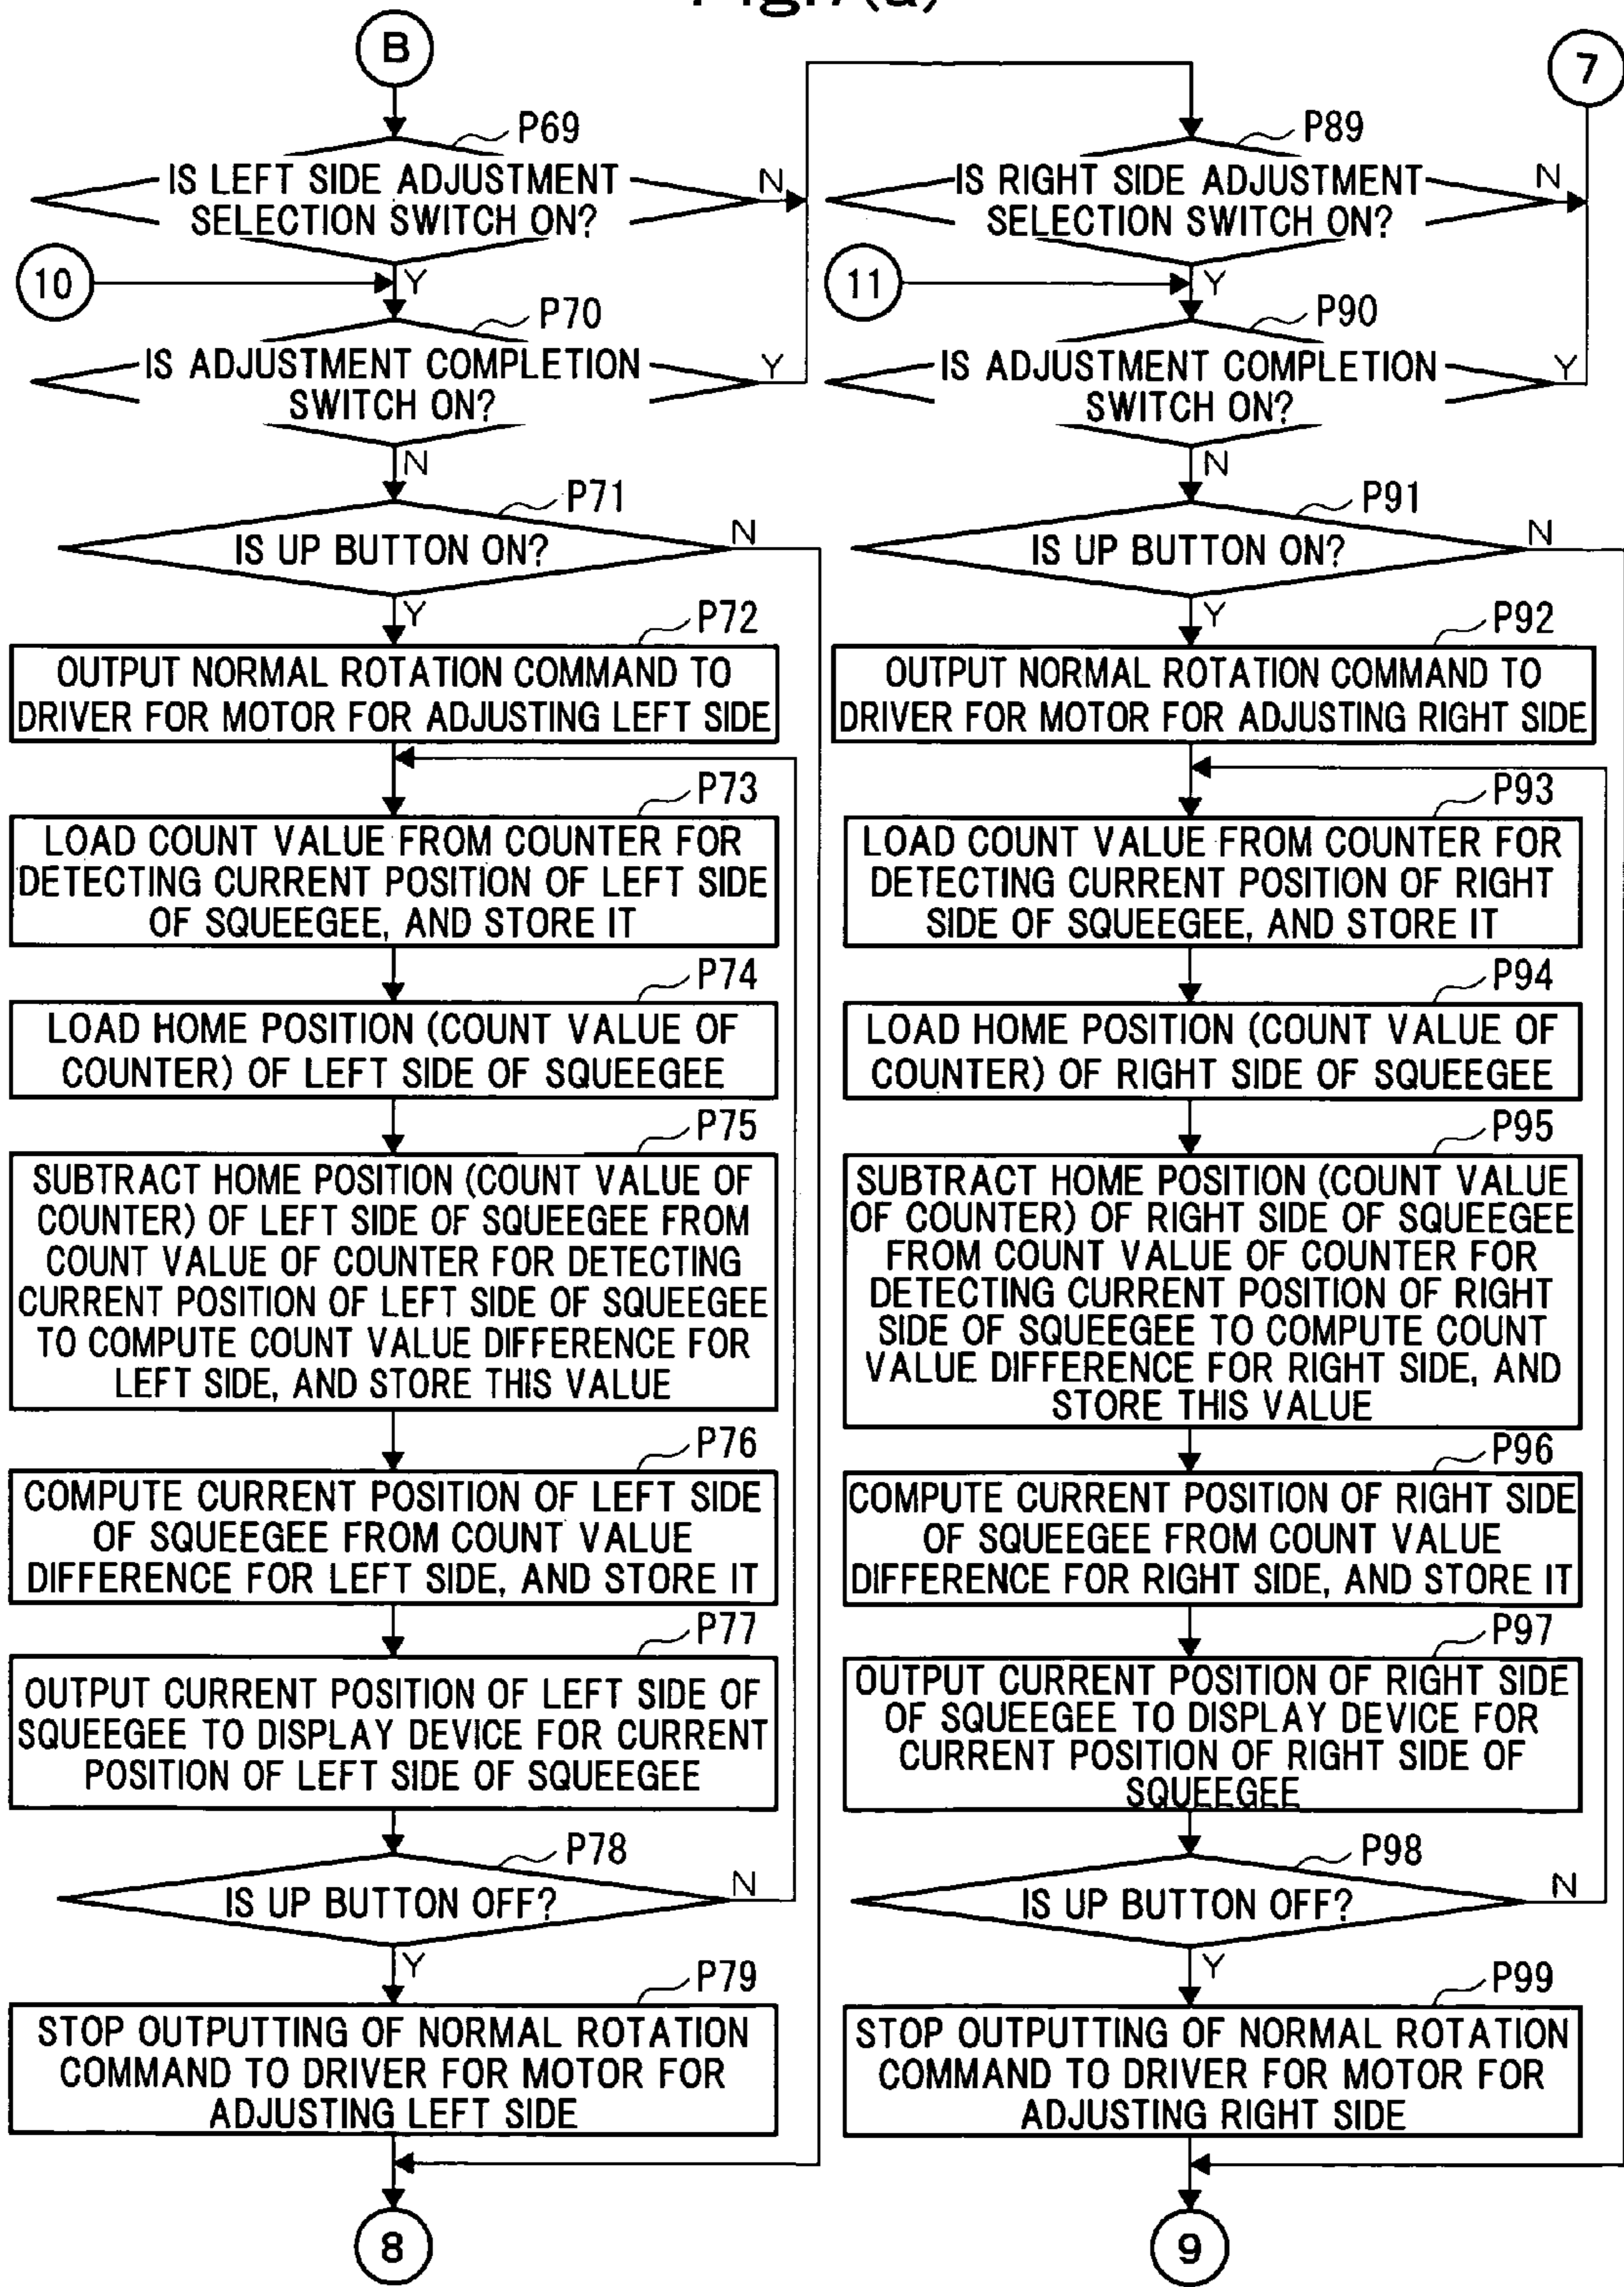 B
P69
IS LEFT SIDE ADJUSTMENT
SELECTION SWITCH ON?
N
Y
10
P70
IS ADJUSTMENT COMPLETION
SWITCH ON?
Y
N
P71
IS UP BUTTON ON?
N
Y
P72
OUTPUT NORMAL ROTATION COMMAND TO
DRIVER FOR MOTOR FOR ADJUSTING LEFT SIDE
P73
LOAD COUNT VALUE FROM COUNTER FOR
DETECTING CURRENT POSITION OF LEFT SIDE
OF SQUEEGEE, AND STORE IT
P74
LOAD HOME POSITION (COUNT VALUE OF
COUNTER) OF LEFT SIDE OF SQUEEGEE
P75
SUBTRACT HOME POSITION (COUNT VALUE OF
COUNTER) OF LEFT SIDE OF SQUEEGEE FROM
COUNT VALUE OF COUNTER FOR DETECTING
CURRENT POSITION OF LEFT SIDE OF SQUEEGEE
TO COMPUTE COUNT VALUE DIFFERENCE FOR
LEFT SIDE, AND STORE THIS VALUE
P76
COMPUTE CURRENT POSITION OF LEFT SIDE
OF SQUEEGEE FROM COUNT VALUE
DIFFERENCE FOR LEFT SIDE, AND STORE IT
P77
OUTPUT CURRENT POSITION OF LEFT SIDE OF
SQUEEGEE TO DISPLAY DEVICE FOR CURRENT
POSITION OF LEFT SIDE OF SQUEEGEE
P78
IS UP BUTTON OFF?
N
Y
P79
STOP OUTPUTTING OF NORMAL ROTATION
COMMAND TO DRIVER FOR MOTOR FOR
ADJUSTING LEFT SIDE
8
7
P89
IS RIGHT SIDE ADJUSTMENT
SELECTION SWITCH ON?
N
Y
11
P90
IS ADJUSTMENT COMPLETION
SWITCH ON?
Y
N
P91
IS UP BUTTON ON?
N
Y
P92
OUTPUT NORMAL ROTATION COMMAND TO
DRIVER FOR MOTOR FOR ADJUSTING RIGHT SIDE
P93
LOAD COUNT VALUE FROM COUNTER FOR
DETECTING CURRENT POSITION OF RIGHT
SIDE OF SQUEEGEE, AND STORE IT
P94
LOAD HOME POSITION (COUNT VALUE OF
COUNTER) OF RIGHT SIDE OF SQUEEGEE
P95
SUBTRACT HOME POSITION (COUNT VALUE
OF COUNTER) OF RIGHT SIDE OF SQUEEGEE
FROM COUNT VALUE OF COUNTER FOR
DETECTING CURRENT POSITION OF RIGHT
SIDE OF SQUEEGEE TO COMPUTE COUNT
VALUE DIFFERENCE FOR RIGHT SIDE, AND
STORE THIS VALUE
P96
COMPUTE CURRENT POSITION OF RIGHT SIDE
OF SQUEEGEE FROM COUNT VALUE
DIFFERENCE FOR RIGHT SIDE, AND STORE IT
P97
OUTPUT CURRENT POSITION OF RIGHT SIDE
OF SQUEEGEE TO DISPLAY DEVICE FOR
CURRENT POSITION OF RIGHT SIDE OF
SQUEEGEE
P98
IS UP BUTTON OFF?
N
Y
P99
STOP OUTPUTTING OF NORMAL ROTATION
COMMAND TO DRIVER FOR MOTOR FOR
ADJUSTING RIGHT SIDE
9